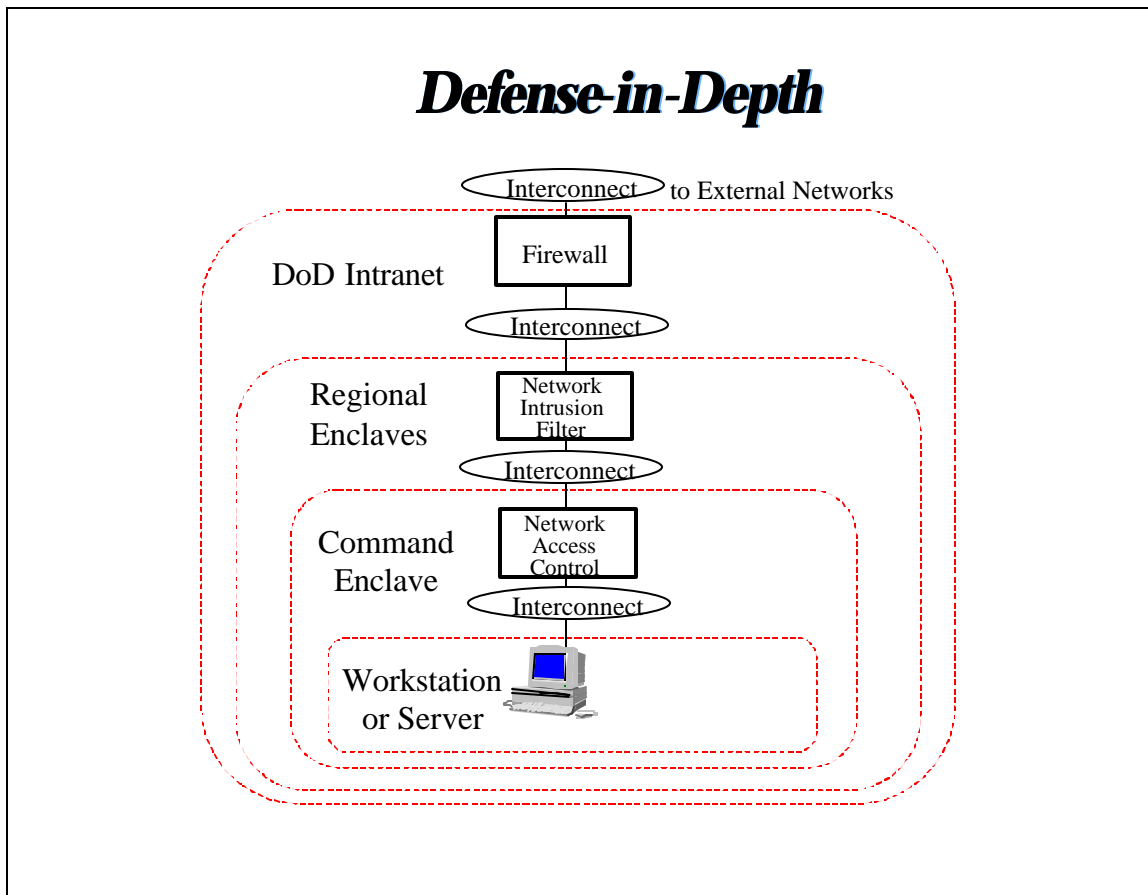 Defense-in-Depth
Interconnect
to External Networks
Firewall
DoD Intranet
Interconnect
Regional
Enclaves
Network
Intrusion
Filter
Interconnect
Command
Enclave
Network
Access
Control
Interconnect
Workstation
or Server